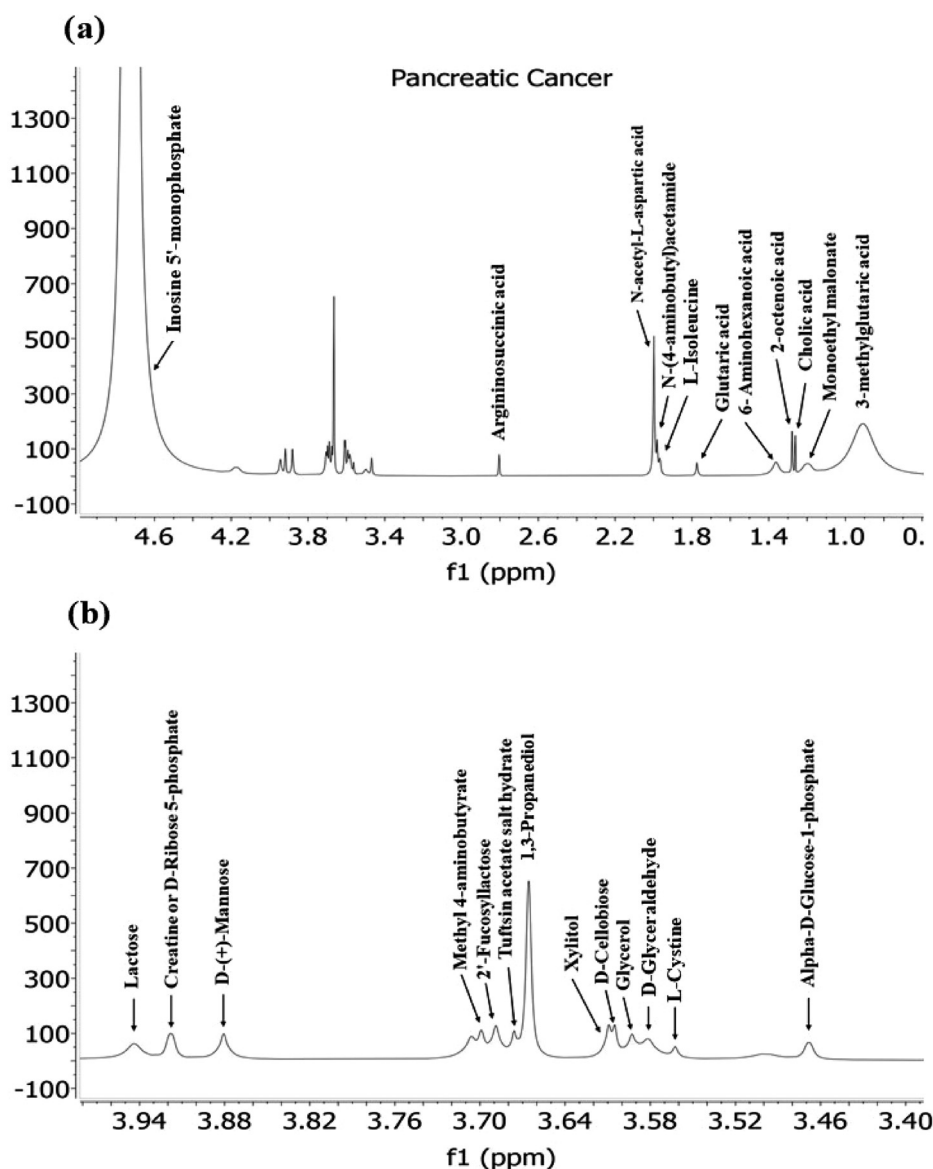 (a)
Pancreatic Cancer
1300
1100
900
700
500
300
100
-100
Inosine 5'-monophosphate
Argininosuccinic acid
N-acetyl-L-aspartic acid
N-(4-aminobutyl)acetamide
L-Isoleucine
Glutaric acid
6- Aminohexanoic acid
2-octenoic acid
Cholic acid
Monoethyl malonate
3-methylglutaric acid
4.6 4.2 3.8 3.4 3.0 2.6 2.2 1.8 1.4 1.0 0.
f1 (ppm)
(b)
1300
1100
900
700
500
300
100
-100
Lactose
Creatine or D-Ribose 5-phosphate
D-(+)-Mannose
Methyl 4-aminobutyrate
2'-Fucosyllactose
Tuftsin acetate salt hydrate
1,3-Propanediol
Xylitol
D-Cellobiose
Glycerol
D-Glyceraldehyde
L-Cystine
Alpha-D-Glucose-1-phosphate
3.94 3.88 3.82 3.76 3.70 3.64 3.58 3.52 3.46 3.40
f1 (ppm)